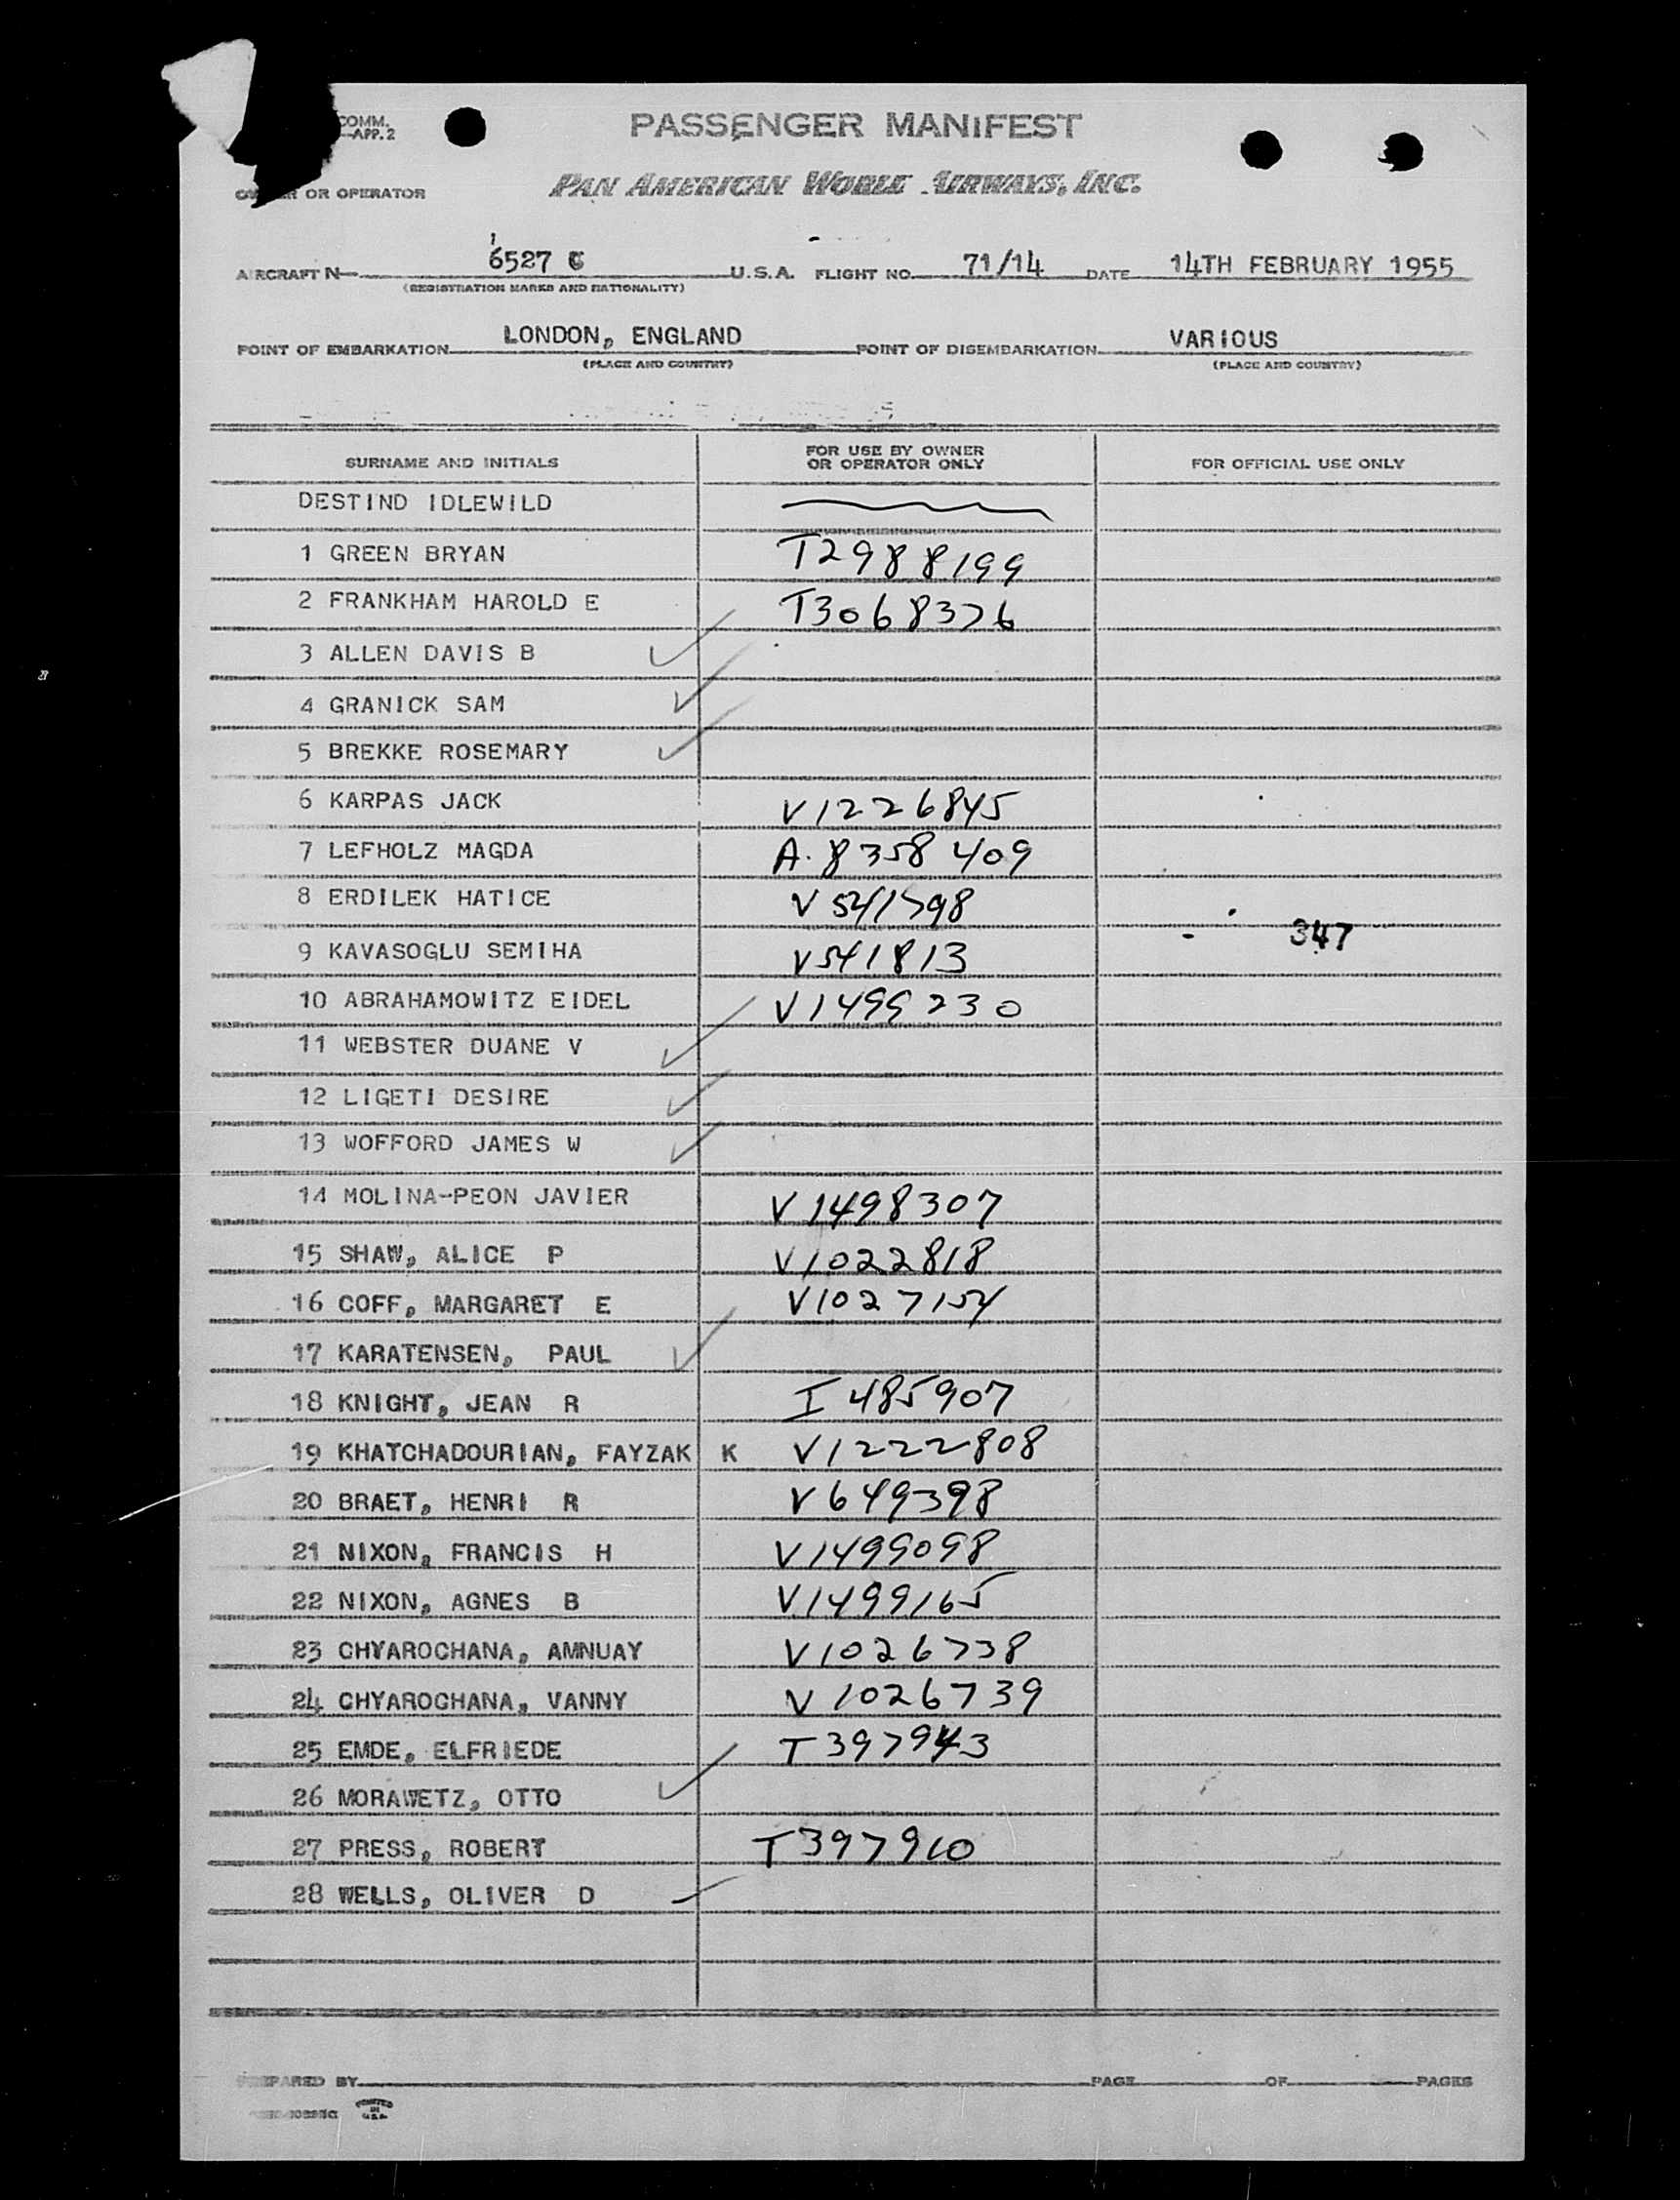 COMM.
APP. 2
PASSENGER MANIFEST
OR OPERATOR
PAN AMERICAN WORLD AIRWAYS, INC.
AIRCRAFT N 6527 C U.S.A. FLIGHT NO. 71/14 DATE 14TH FEBRUARY 1955
(REGISTRATION MARKS AND NATIONALITY)
POINT OF EMBARKATION LONDON, ENGLAND POINT OF DISEMBARKATION VARIOUS
(PLACE AND COUNTRY) (PLACE AND COUNTRY)
SURNAME AND INITIALS FOR USE BY OWNER OR OPERATOR ONLY FOR OFFICIAL USE ONLY
DESTIND IDLEWILD
1 GREEN BRYAN T2988199
2 FRANKHAM HAROLD E T3068376
3 ALLEN DAVIS B ✓
4 GRANICK SAM ✓
5 BREKKE ROSEMARY ✓
6 KARPAS JACK V1226845
7 LEFHOLZ MAGDA A. 8358409
8 ERDILEK HATICE V541798
347
9 KAVASOGLU SEMIHA V541813
10 ABRAHAMOWITZ EIDEL V1499230
11 WEBSTER DUANE V ✓
12 LIGETI DESIRE ✓
13 WOFFORD JAMES W ✓
14 MOLINA-PEON JAVIER V1498307
15 SHAW, ALICE P V1022818
16 COFF, MARGARET E V1027154
17 KARATENSEN, PAUL ✓
18 KNIGHT, JEAN R I 485907
19 KHATCHADOURIAN, FAYZAK K V1222808
20 BRAET, HENRI R V649398
21 NIXON, FRANCIS H V1499098
22 NIXON, AGNES B V1499165
23 CHYAROCHANA, AMNUAY V1026738
24 CHYAROCHANA, VANNY V1026739
25 EMDE, ELFRIEDE T397943
26 MORAWETZ, OTTO ✓
27 PRESS, ROBERT T397910
28 WELLS, OLIVER D ✓
PREPARED BY PAGE OF PAGES
PRINTED IN U.S.A.